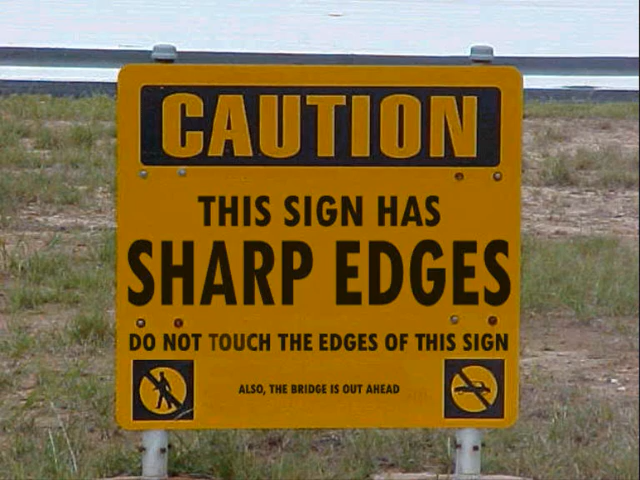 CAUTION
THIS SIGN HAS
SHARP EDGES
DO NOT TOUCH THE EDGES OF THIS SIGN
ALSO, THE BRIDGE IS OUT AHEAD